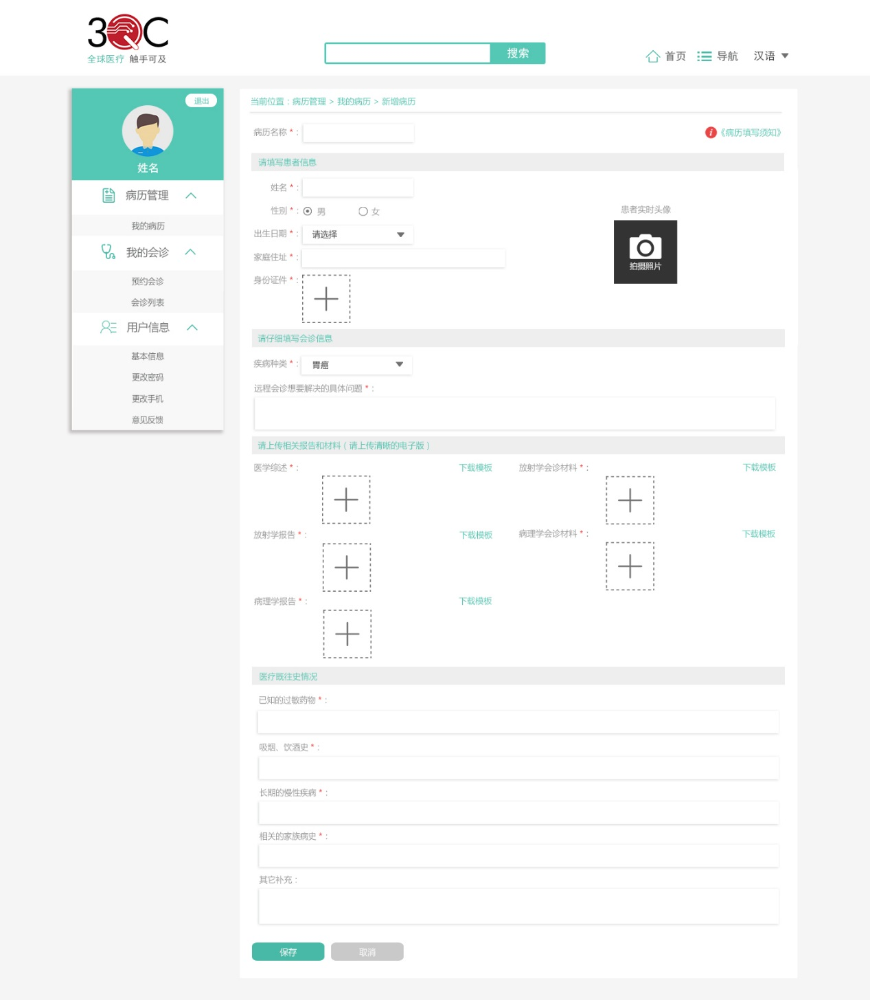 3QC
全球医疗 触手可及
搜索
首页
导航
汉语
退出
姓名
病历管理
我的病历
我的会诊
预约会诊
会诊列表
用户信息
基本信息
更改密码
更改手机
意见反馈
当前位置：病历管理 > 我的病历 > 新增病历
病历名称 *：
i 《病历填写须知》
请填写患者信息
姓名 *：
性别 *： 男 女
出生日期 *： 请选择
家庭住址 *：
身份证件 *：
患者实时头像
拍摄照片
请仔细填写会诊信息
疾病种类 *： 胃癌
远程会诊想要解决的具体问题 *：
请上传相关报告和材料（请上传清晰的电子版）
医学综述 *： 下载模板
放射学会诊材料 *： 下载模板
放射学报告 *： 下载模板
病理学会诊材料 *： 下载模板
病理学报告 *： 下载模板
医疗既往史情况
已知的过敏药物 *：
吸烟、饮酒史 *：
长期的慢性疾病 *：
相关的家族病史 *：
其它补充：
保存
取消